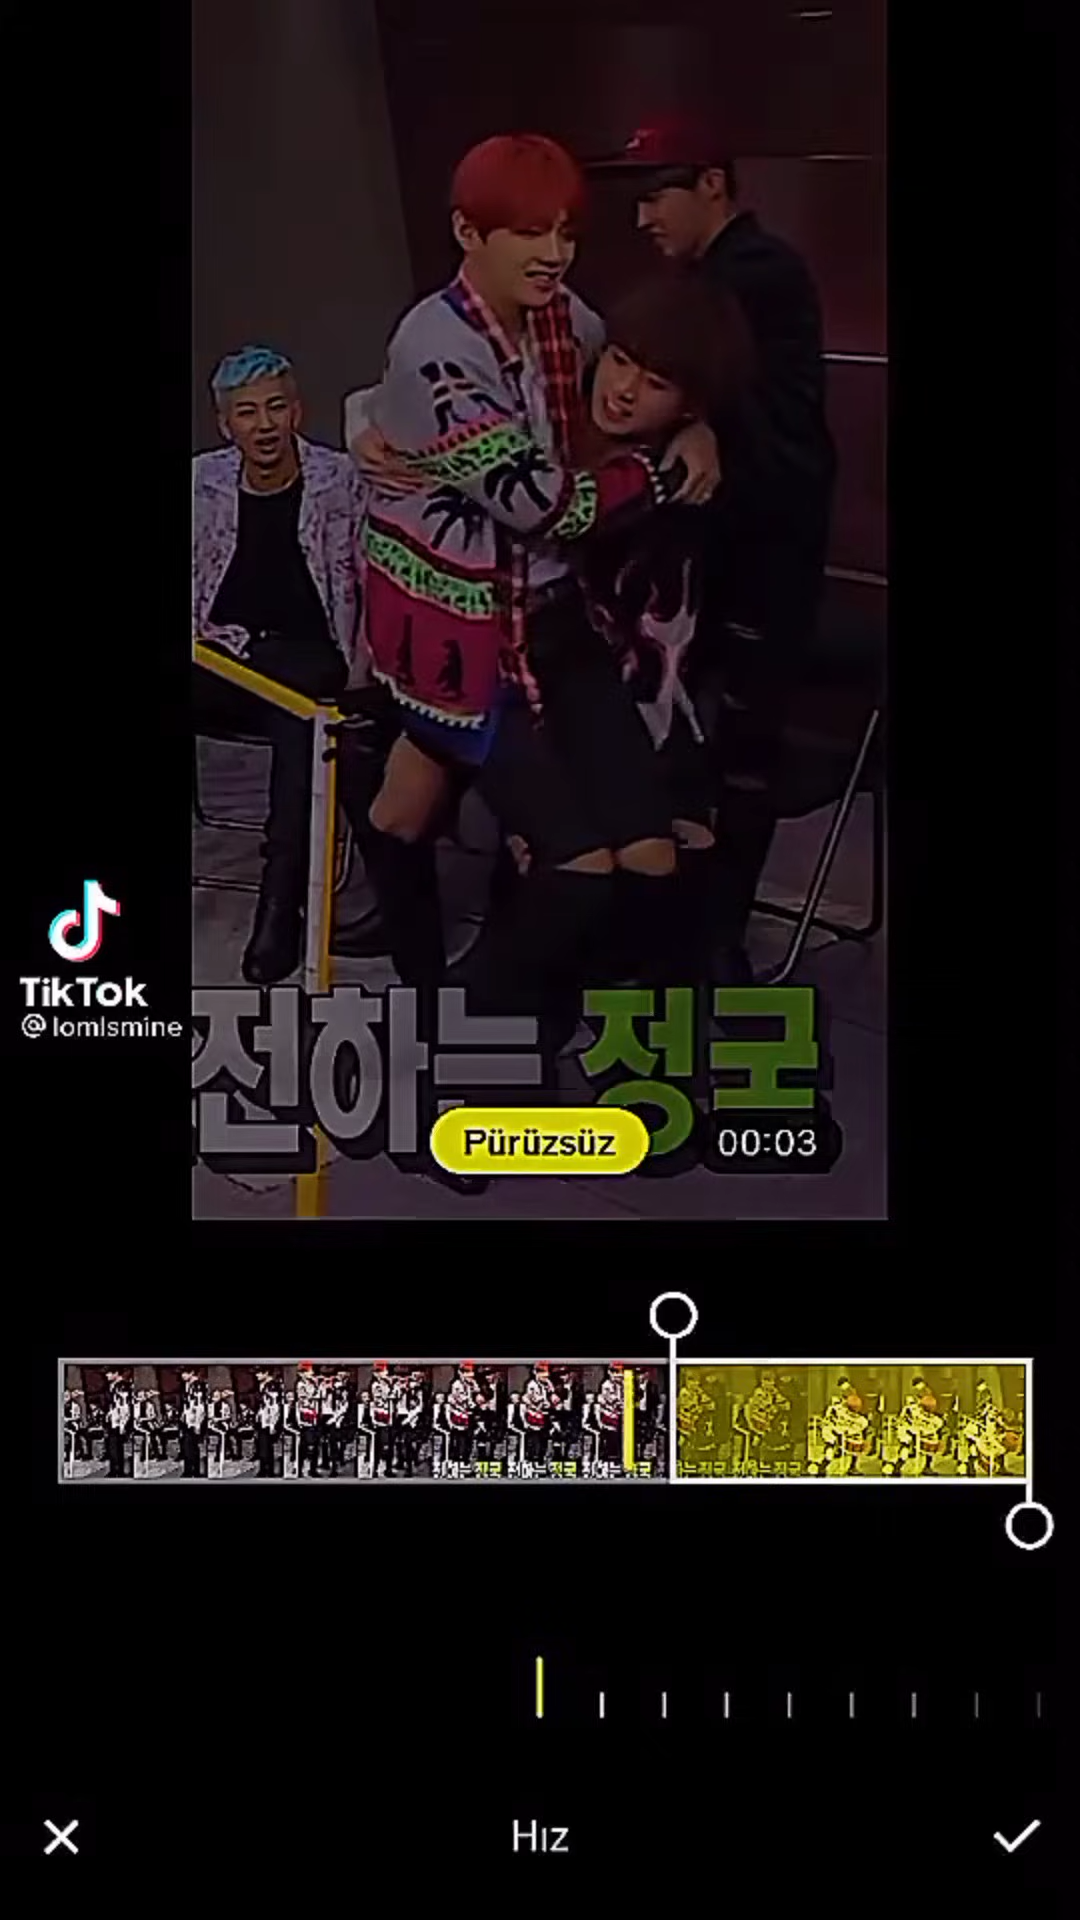 TikTok
@lomlsmine
전하는 정국
Pürüzsüz
00:03
Hız